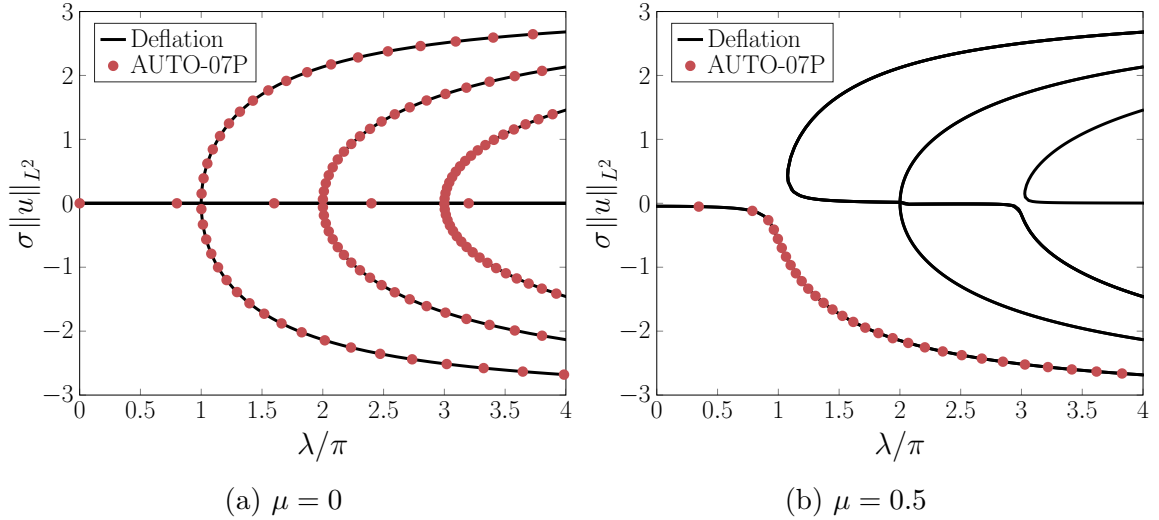 Deflation
AUTO-07P
3
2
1
0
−1
−2
−3
σ‖u‖_{L²}
0 0.5 1 1.5 2 2.5 3 3.5 4
λ/π
(a) μ = 0
Deflation
AUTO-07P
3
2
1
0
−1
−2
−3
σ‖u‖_{L²}
0 0.5 1 1.5 2 2.5 3 3.5 4
λ/π
(b) μ = 0.5